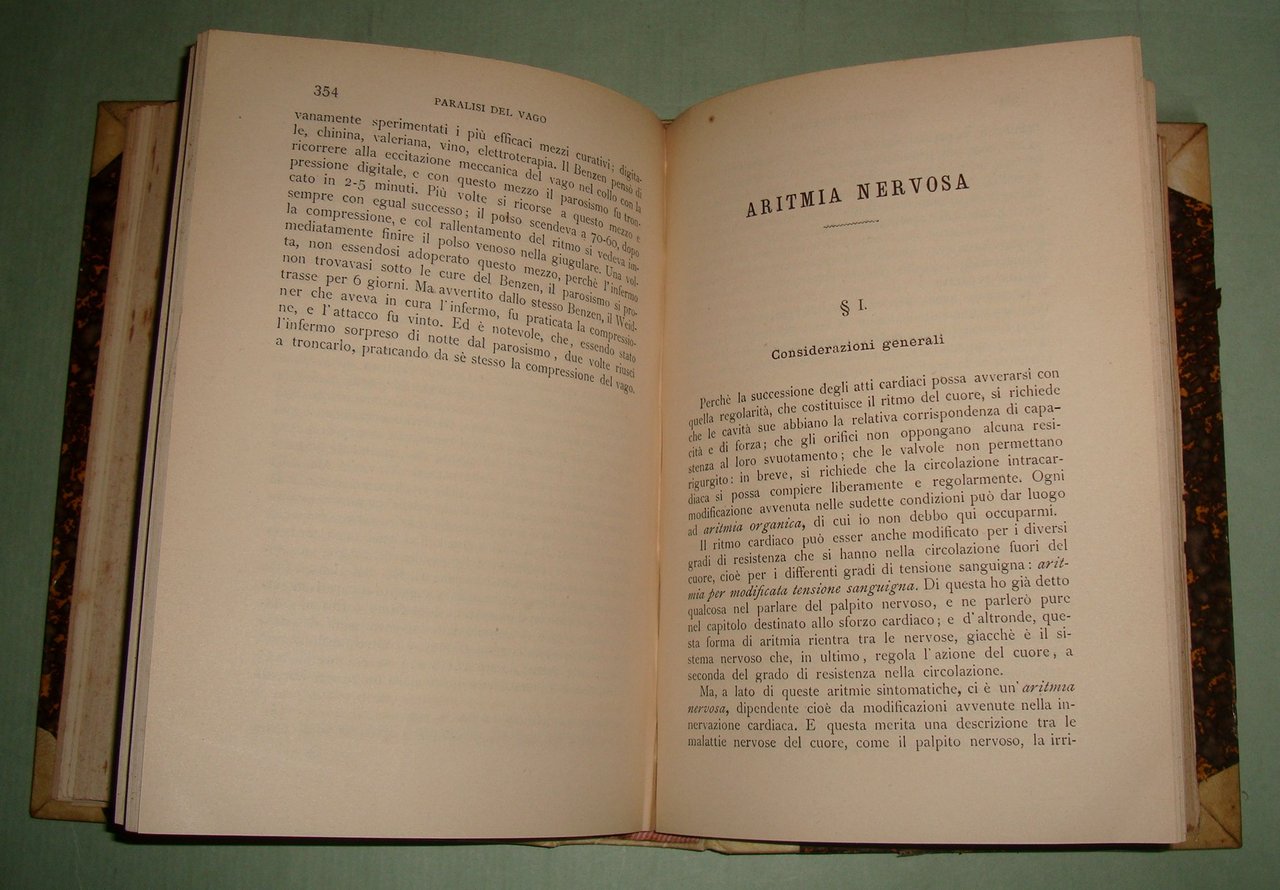 354
PARALISI DEL VAGO
vanamente sperimentati i più efficaci mezzi curativi; digita-
le, chinina, valeriana, vino, elettroterapia. Il Benzen pensò di
ricorrere alla eccitazione meccanica del vago nel collo con la
pressione digitale, e con questo mezzo il parosismo fu tron-
cato in 2-5 minuti. Più volte si ricorse a questo mezzo e
sempre con egual successo; il polso scendeva a 70-60, dopo
la compressione, e col rallentamento del ritmo si vedeva im-
mediatamente finire il polso venoso nella giugulare. Una vol-
ta, non essendosi adoperato questo mezzo, perchè l'infermo
non trovavasi sotto le cure del Benzen, il parosismo si pro-
trasse per 6 giorni. Ma avvertito dallo stesso Benzen, il Weid-
ner che aveva in cura l'infermo, fu praticata la compressio-
ne, e l'attacco fu vinto. Ed è notevole, che, essendo stato
l'infermo sorpreso di notte dal parosismo, due volte riuscì
a troncarlo, praticando da sè stesso la compressione del vago.
ARITMIA NERVOSA
§ I.
Considerazioni generali
Perchè la successione degli atti cardiaci possa avverarsi con
quella regolarità, che costituisce il ritmo del cuore, si richiede
che le cavità sue abbiano la relativa corrispondenza di capa-
cità e di forza; che gli orifici non oppongano alcuna resi-
stenza al loro svuotamento; che le valvole non permettano
rigurgito: in breve, si richiede che la circolazione intracar-
diaca si possa compiere liberamente e regolarmente. Ogni
modificazione avvenuta nelle sudette condizioni può dar luogo
ad aritmia organica, di cui io non debbo qui occuparmi.
Il ritmo cardiaco può esser anche modificato per i diversi
gradi di resistenza che si hanno nella circolazione fuori del
cuore, cioè per i differenti gradi di tensione sanguigna: arit-
mia per modificata tensione sanguigna. Di questa ho già detto
qualcosa nel parlare del palpito nervoso, e ne parlerò pure
nel capitolo destinato allo sforzo cardiaco; e d'altronde, que-
sta forma di aritmia rientra tra le nervose, giacchè è il si-
stema nervoso che, in ultimo, regola l'azione del cuore, a
seconda del grado di resistenza nella circolazione.
Ma, a lato di queste aritmie sintomatiche, ci è un'aritmia
nervosa, dipendente cioè da modificazioni avvenute nella in-
nervazione cardiaca. E questa merita una descrizione tra le
malattie nervose del cuore, come il palpito nervoso, la irri-